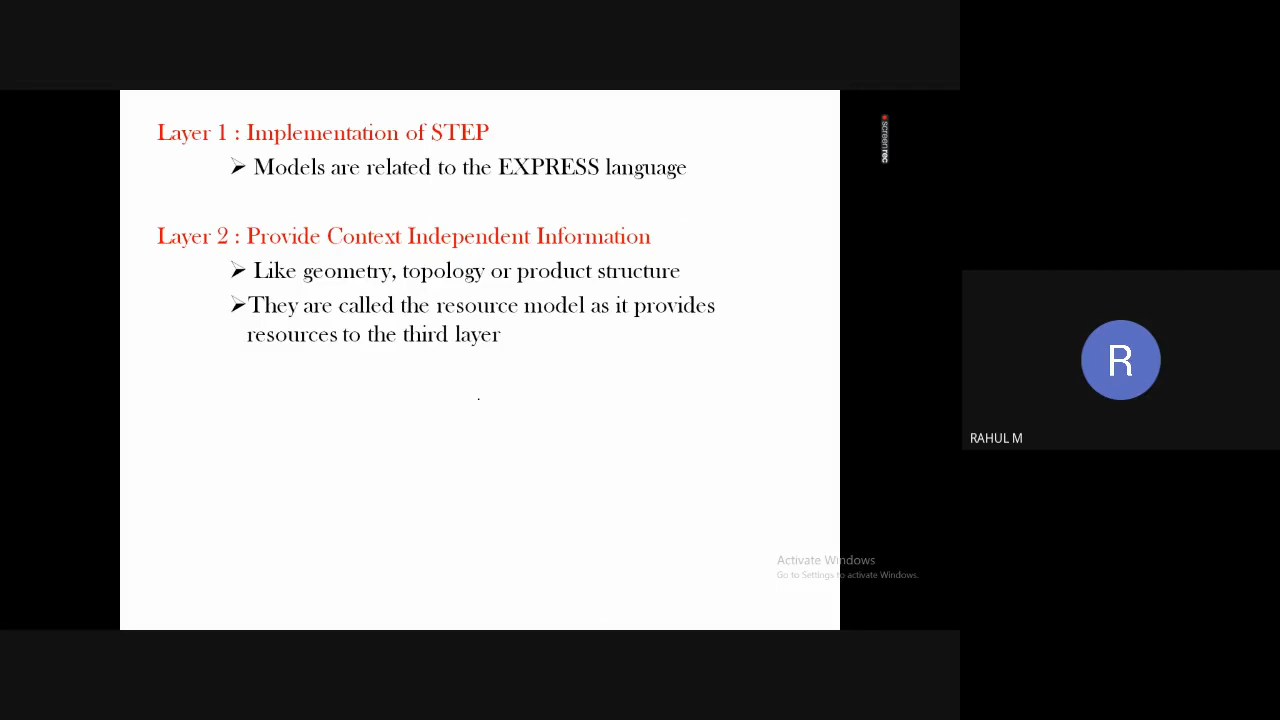 Layer 1 : Implementation of STEP
➢ Models are related to the EXPRESS language
Layer 2 : Provide Context Independent Information
➢ Like geometry, topology or product structure
➢They are called the resource model as it provides
resources to the third layer
screenrec
R
RAHUL M
Activate Windows
Go to Settings to activate Windows.